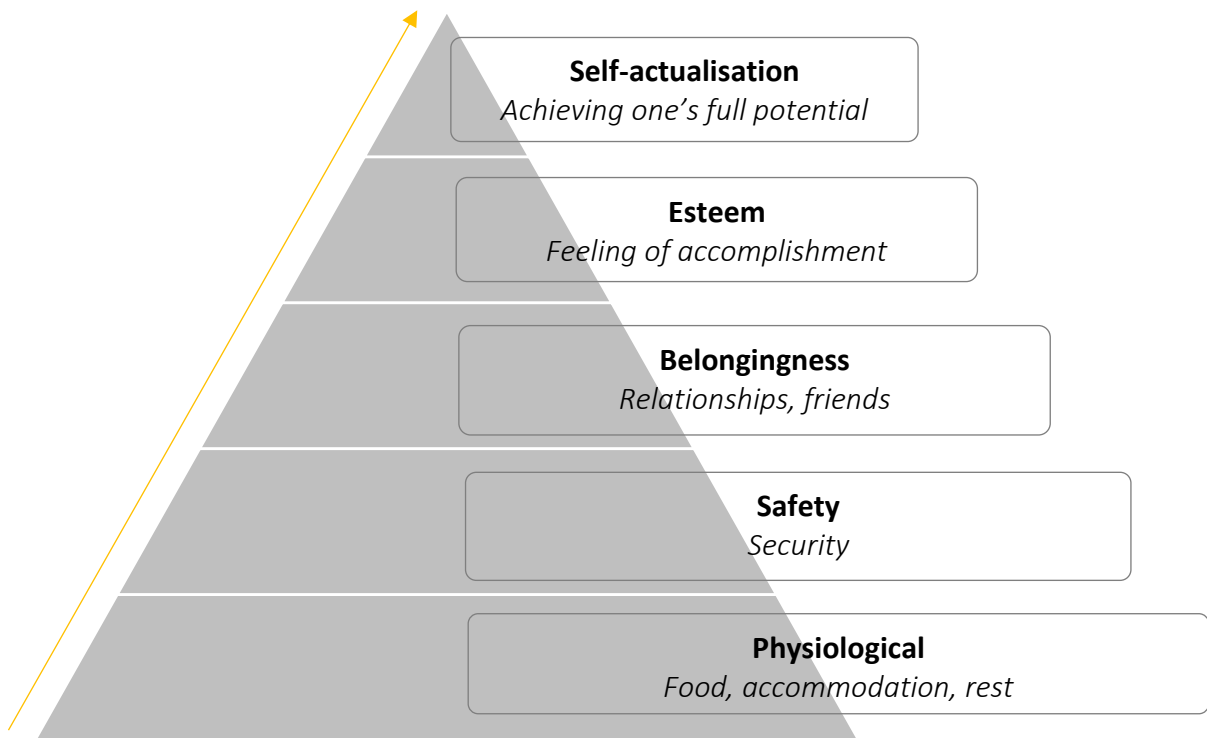 Self-actualisation
Achieving one’s full potential
Esteem
Feeling of accomplishment
Belongingness
Relationships, friends
Safety
Security
Physiological
Food, accommodation, rest